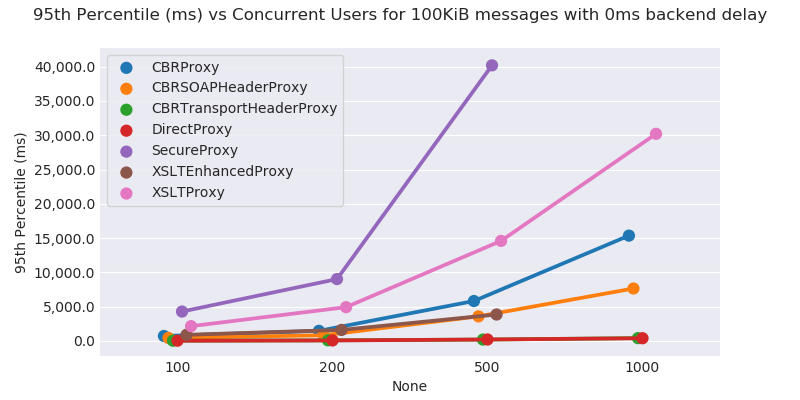 95th Percentile (ms) vs Concurrent Users for 100KiB messages with 0ms backend delay
CBRProxy
CBRSOAPHeaderProxy
CBRTransportHeaderProxy
DirectProxy
SecureProxy
XSLTEnhancedProxy
XSLTProxy
95th Percentile (ms)
40,000.0
35,000.0
30,000.0
25,000.0
20,000.0
15,000.0
10,000.0
5,000.0
0.0
100 200 500 1000
None